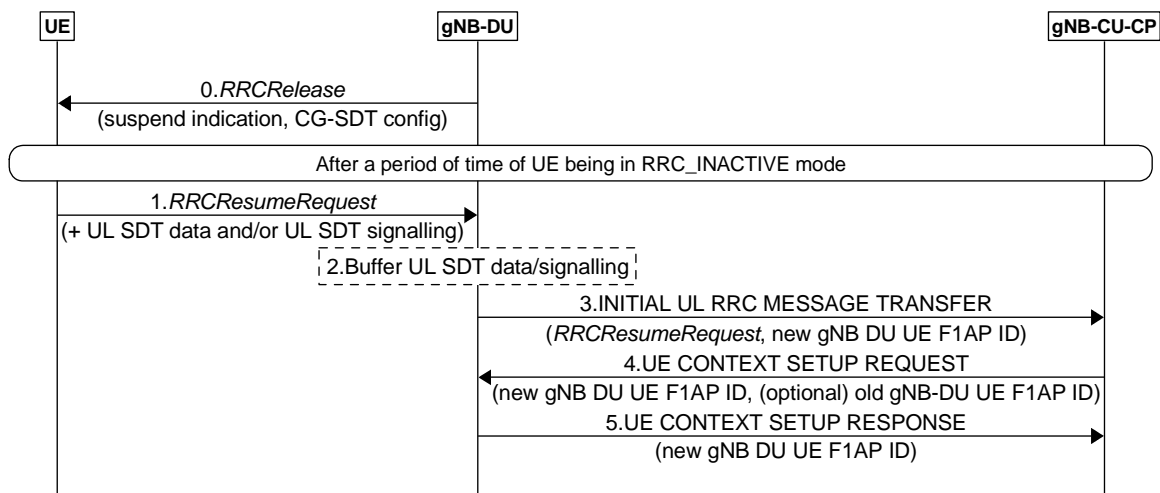 UE
gNB-DU
gNB-CU-CP
0.RRCRelease
(suspend indication, CG-SDT config)
After a period of time of UE being in RRC_INACTIVE mode
1.RRCResumeRequest
(+ UL SDT data and/or UL SDT signalling)
2.Buffer UL SDT data/signalling
3.INITIAL UL RRC MESSAGE TRANSFER
(RRCResumeRequest, new gNB DU UE F1AP ID)
4.UE CONTEXT SETUP REQUEST
(new gNB DU UE F1AP ID, (optional) old gNB-DU UE F1AP ID)
5.UE CONTEXT SETUP RESPONSE
(new gNB DU UE F1AP ID)